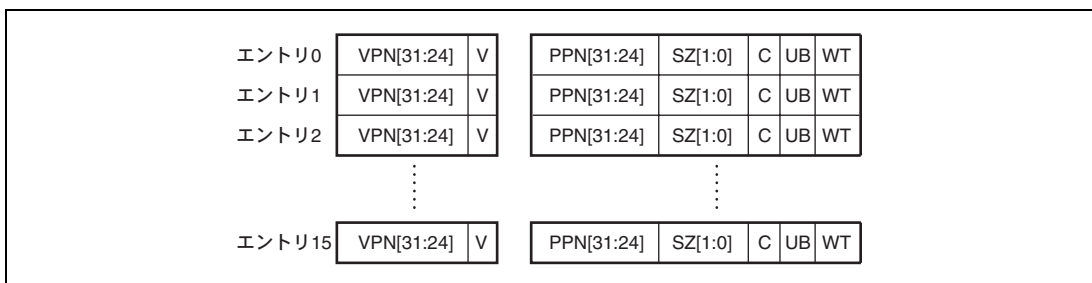 エントリ0 VPN[31:24] V PPN[31:24] SZ[1:0] C UB WT
エントリ1 VPN[31:24] V PPN[31:24] SZ[1:0] C UB WT
エントリ2 VPN[31:24] V PPN[31:24] SZ[1:0] C UB WT
エントリ15 VPN[31:24] V PPN[31:24] SZ[1:0] C UB WT